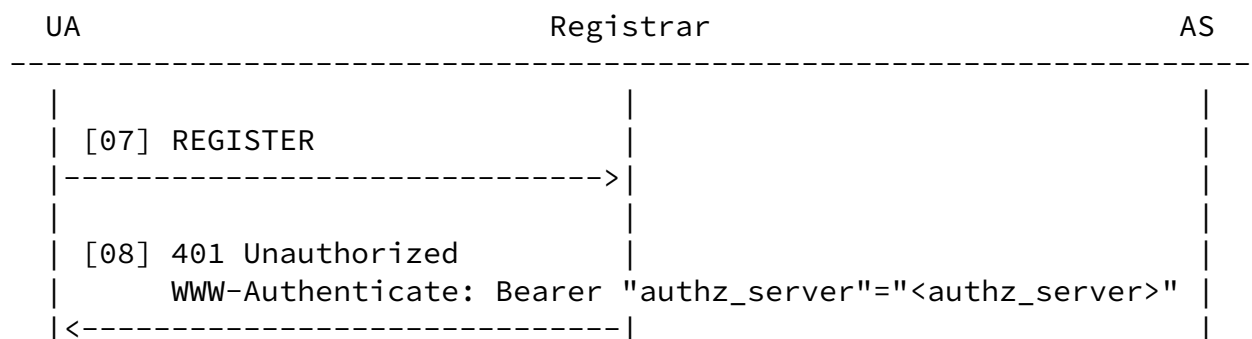 UA Registrar AS
---------------------------------------------------------------------
| | |
| [07] REGISTER | |
|------------------------------>| |
| | |
| [08] 401 Unauthorized | |
| WWW-Authenticate: Bearer "authz_server"="<authz_server>" |
|<------------------------------| |